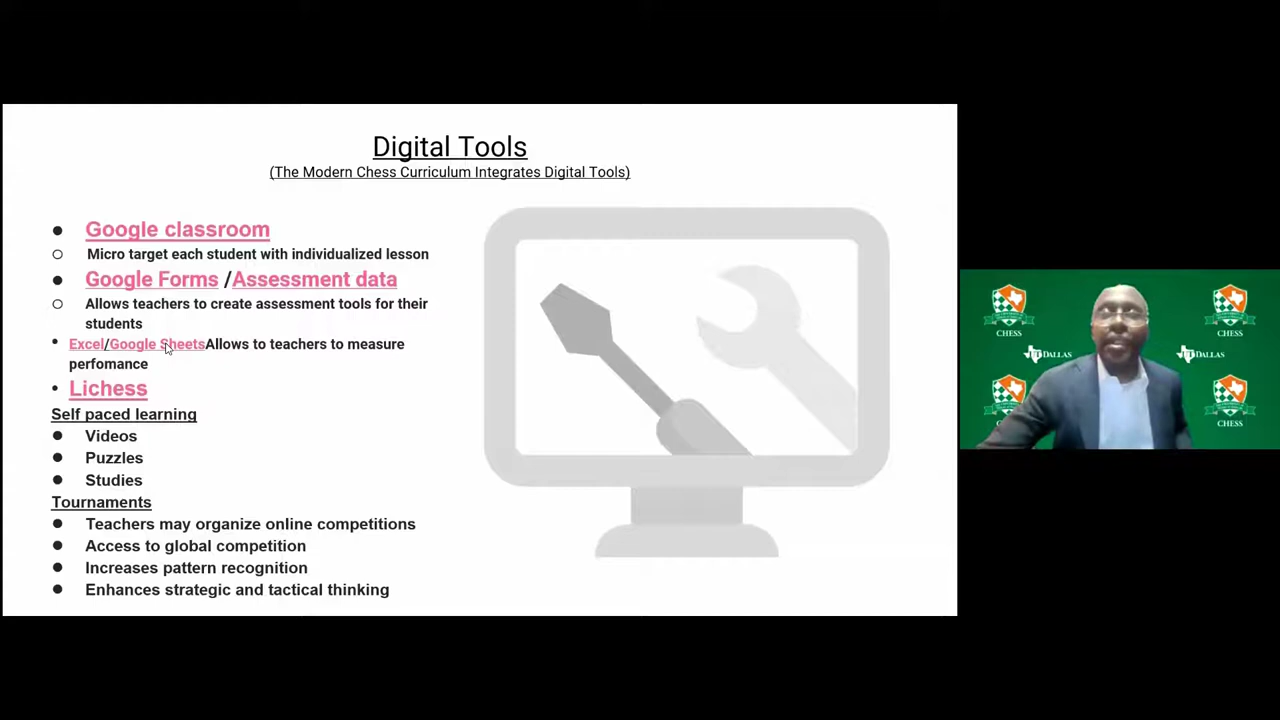 Digital Tools
(The Modern Chess Curriculum Integrates Digital Tools)
Google classroom
Micro target each student with individualized lesson
Google Forms /Assessment data
Allows teachers to create assessment tools for their
students
Excel/Google SheetsAllows to teachers to measure
perfomance
Lichess
Self paced learning
Videos
Puzzles
Studies
Tournaments
Teachers may organize online competitions
Access to global competition
Increases pattern recognition
Enhances strategic and tactical thinking
CHESS
CHESS
DALLAS
DALLAS
CHESS